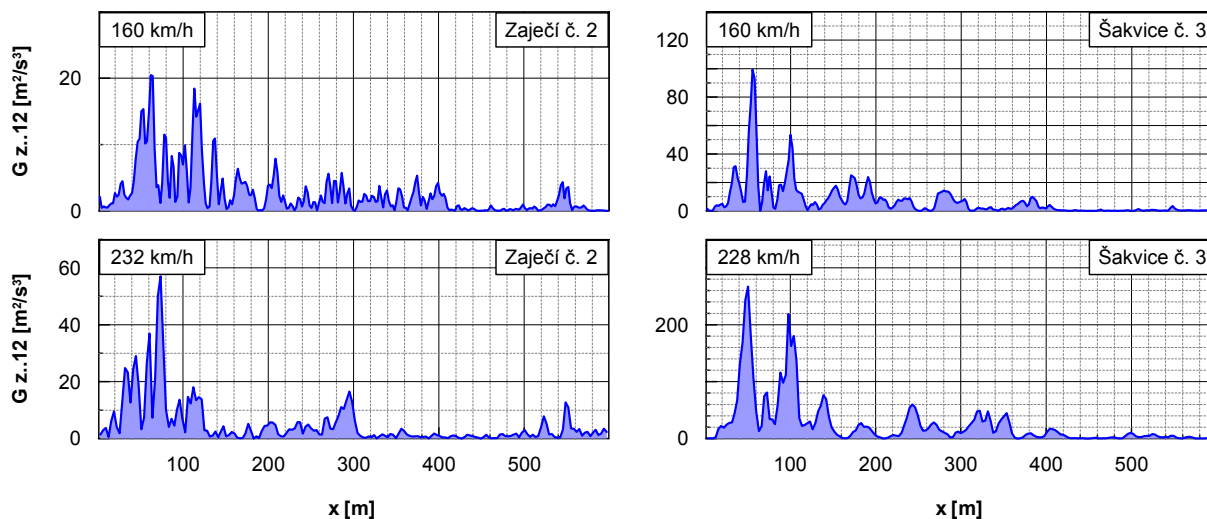 160 km/h
Zaječí č. 2
G z..12 [m²/s³]
20
0
160 km/h
Šakvice č. 3
120
80
40
0
232 km/h
Zaječí č. 2
G z..12 [m²/s³]
60
40
20
0
100 200 300 400 500
x [m]
228 km/h
Šakvice č. 3
200
0
100 200 300 400 500
x [m]